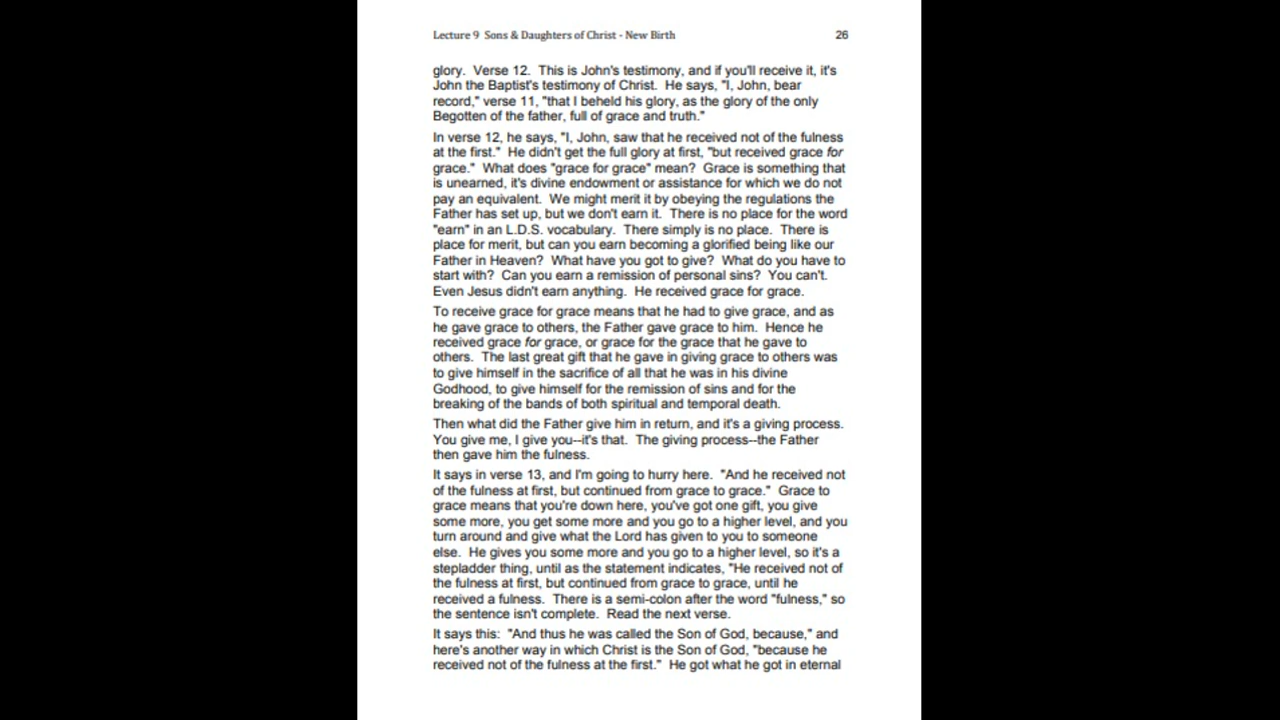 Lecture 9 Sons & Daughters of Christ - New Birth 26
glory. Verse 12. This is John's testimony, and if you'll receive it, it's
John the Baptist's testimony of Christ. He says, "I, John, bear
record," verse 11, "that I beheld his glory, as the glory of the only
Begotten of the father, full of grace and truth."
In verse 12, he says, "I, John, saw that he received not of the fulness
at the first." He didn't get the full glory at first, "but received grace for
grace." What does "grace for grace" mean? Grace is something that
is unearned, it's divine endowment or assistance for which we do not
pay an equivalent. We might merit it by obeying the regulations the
Father has set up, but we don't earn it. There is no place for the word
"earn" in an L.D.S. vocabulary. There simply is no place. There is
place for merit, but can you earn becoming a glorified being like our
Father in Heaven? What have you got to give? What do you have to
start with? Can you earn a remission of personal sins? You can't.
Even Jesus didn't earn anything. He received grace for grace.
To receive grace for grace means that he had to give grace, and as
he gave grace to others, the Father gave grace to him. Hence he
received grace for grace, or grace for the grace that he gave to
others. The last great gift that he gave in giving grace to others was
to give himself in the sacrifice of all that he was in his divine
Godhood, to give himself for the remission of sins and for the
breaking of the bands of both spiritual and temporal death.
Then what did the Father give him in return, and it's a giving process.
You give me, I give you--it's that. The giving process--the Father
then gave him the fulness.
It says in verse 13, and I'm going to hurry here. "And he received not
of the fulness at first, but continued from grace to grace." Grace to
grace means that you're down here, you've got one gift, you give
some more, you get some more and you go to a higher level, and you
turn around and give what the Lord has given to you to someone
else. He gives you some more and you go to a higher level, so it's a
stepladder thing, until as the statement indicates, "He received not of
the fulness at first, but continued from grace to grace, until he
received a fulness. There is a semi-colon after the word "fulness," so
the sentence isn't complete. Read the next verse.
It says this: "And thus he was called the Son of God, because," and
here's another way in which Christ is the Son of God, "because he
received not of the fulness at the first." He got what he got in eternal